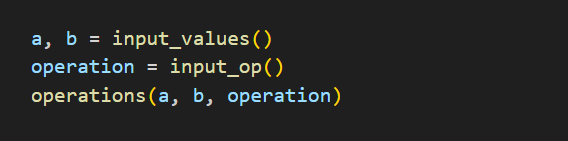 a, b = input_values()
operation = input_op()
operations(a, b, operation)